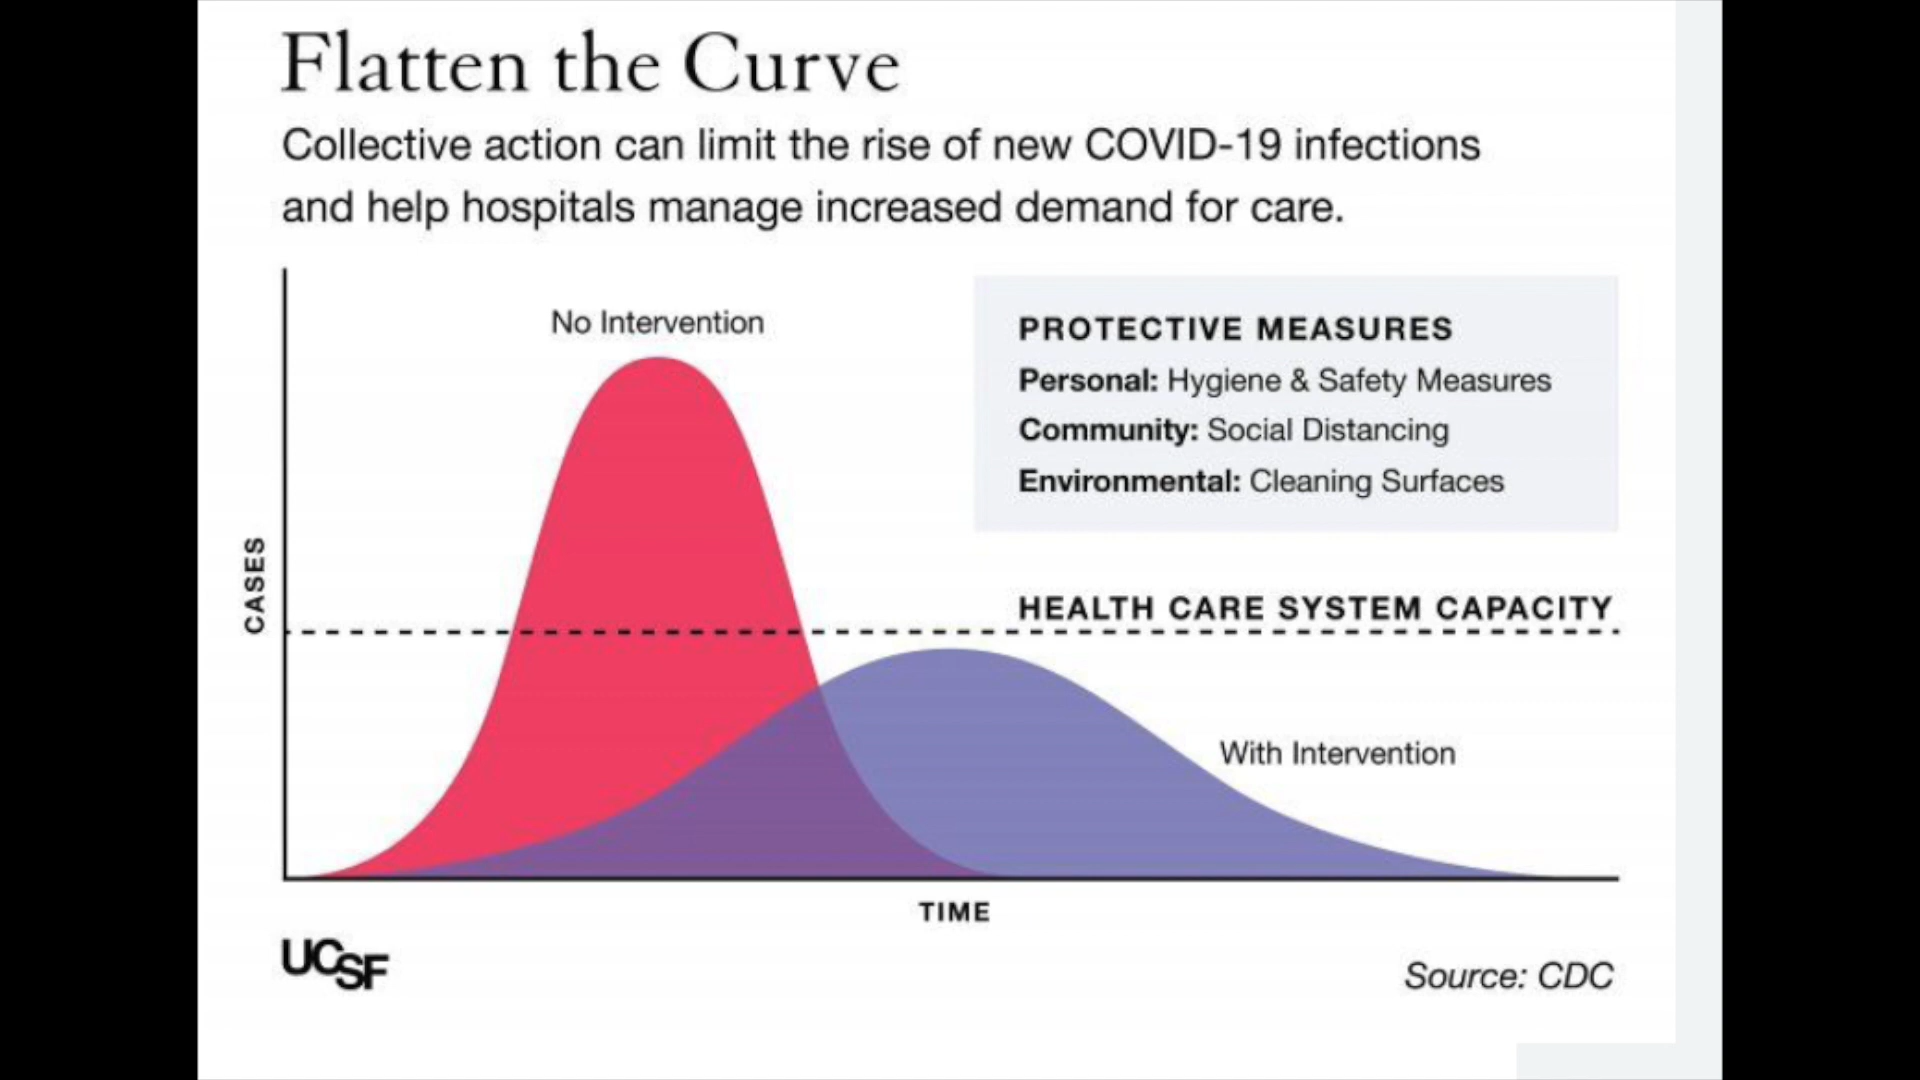 Flatten the Curve
Collective action can limit the rise of new COVID-19 infections
and help hospitals manage increased demand for care.
No Intervention
PROTECTIVE MEASURES
Personal: Hygiene & Safety Measures
Community: Social Distancing
Environmental: Cleaning Surfaces
CASES
HEALTH CARE SYSTEM CAPACITY
With Intervention
TIME
UCSF
Source: CDC